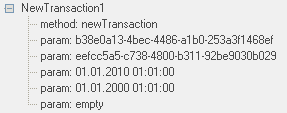 NewTransaction1
method: newTransaction
param: b38e0a13-4bec-4486-a1b0-253a3f1468ef
param: eefcc5a5-c738-4800-b311-92be9030b029
param: 01.01.2010 01:01:00
param: 01.01.2000 01:01:00
param: empty